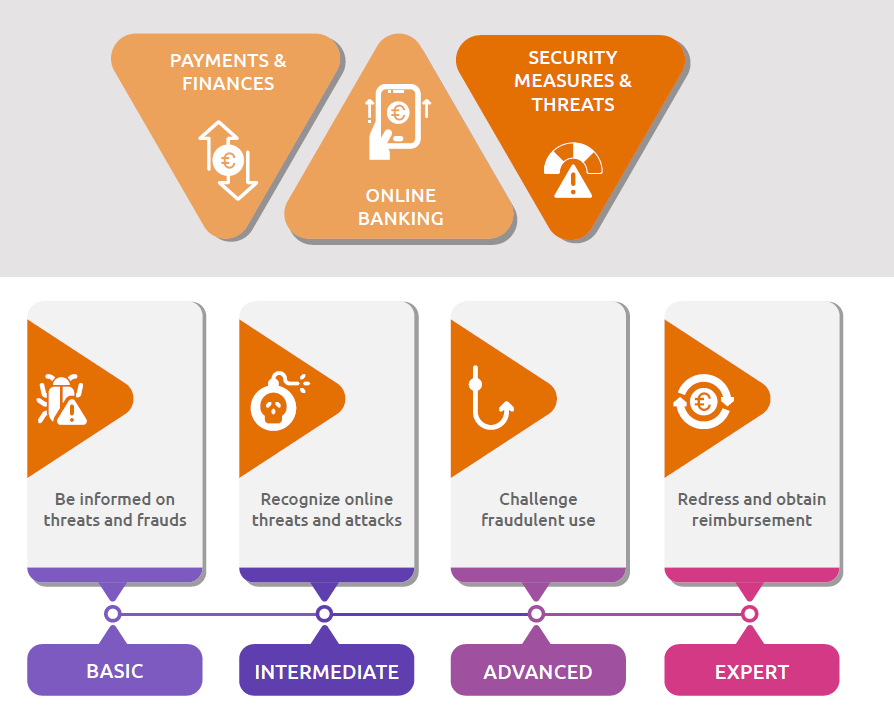 PAYMENTS &
FINANCES
ONLINE
BANKING
SECURITY
MEASURES &
THREATS
Be informed on
threats and frauds
Recognize online
threats and attacks
Challenge
fraudulent use
Redress and obtain
reimbursement
BASIC
INTERMEDIATE
ADVANCED
EXPERT